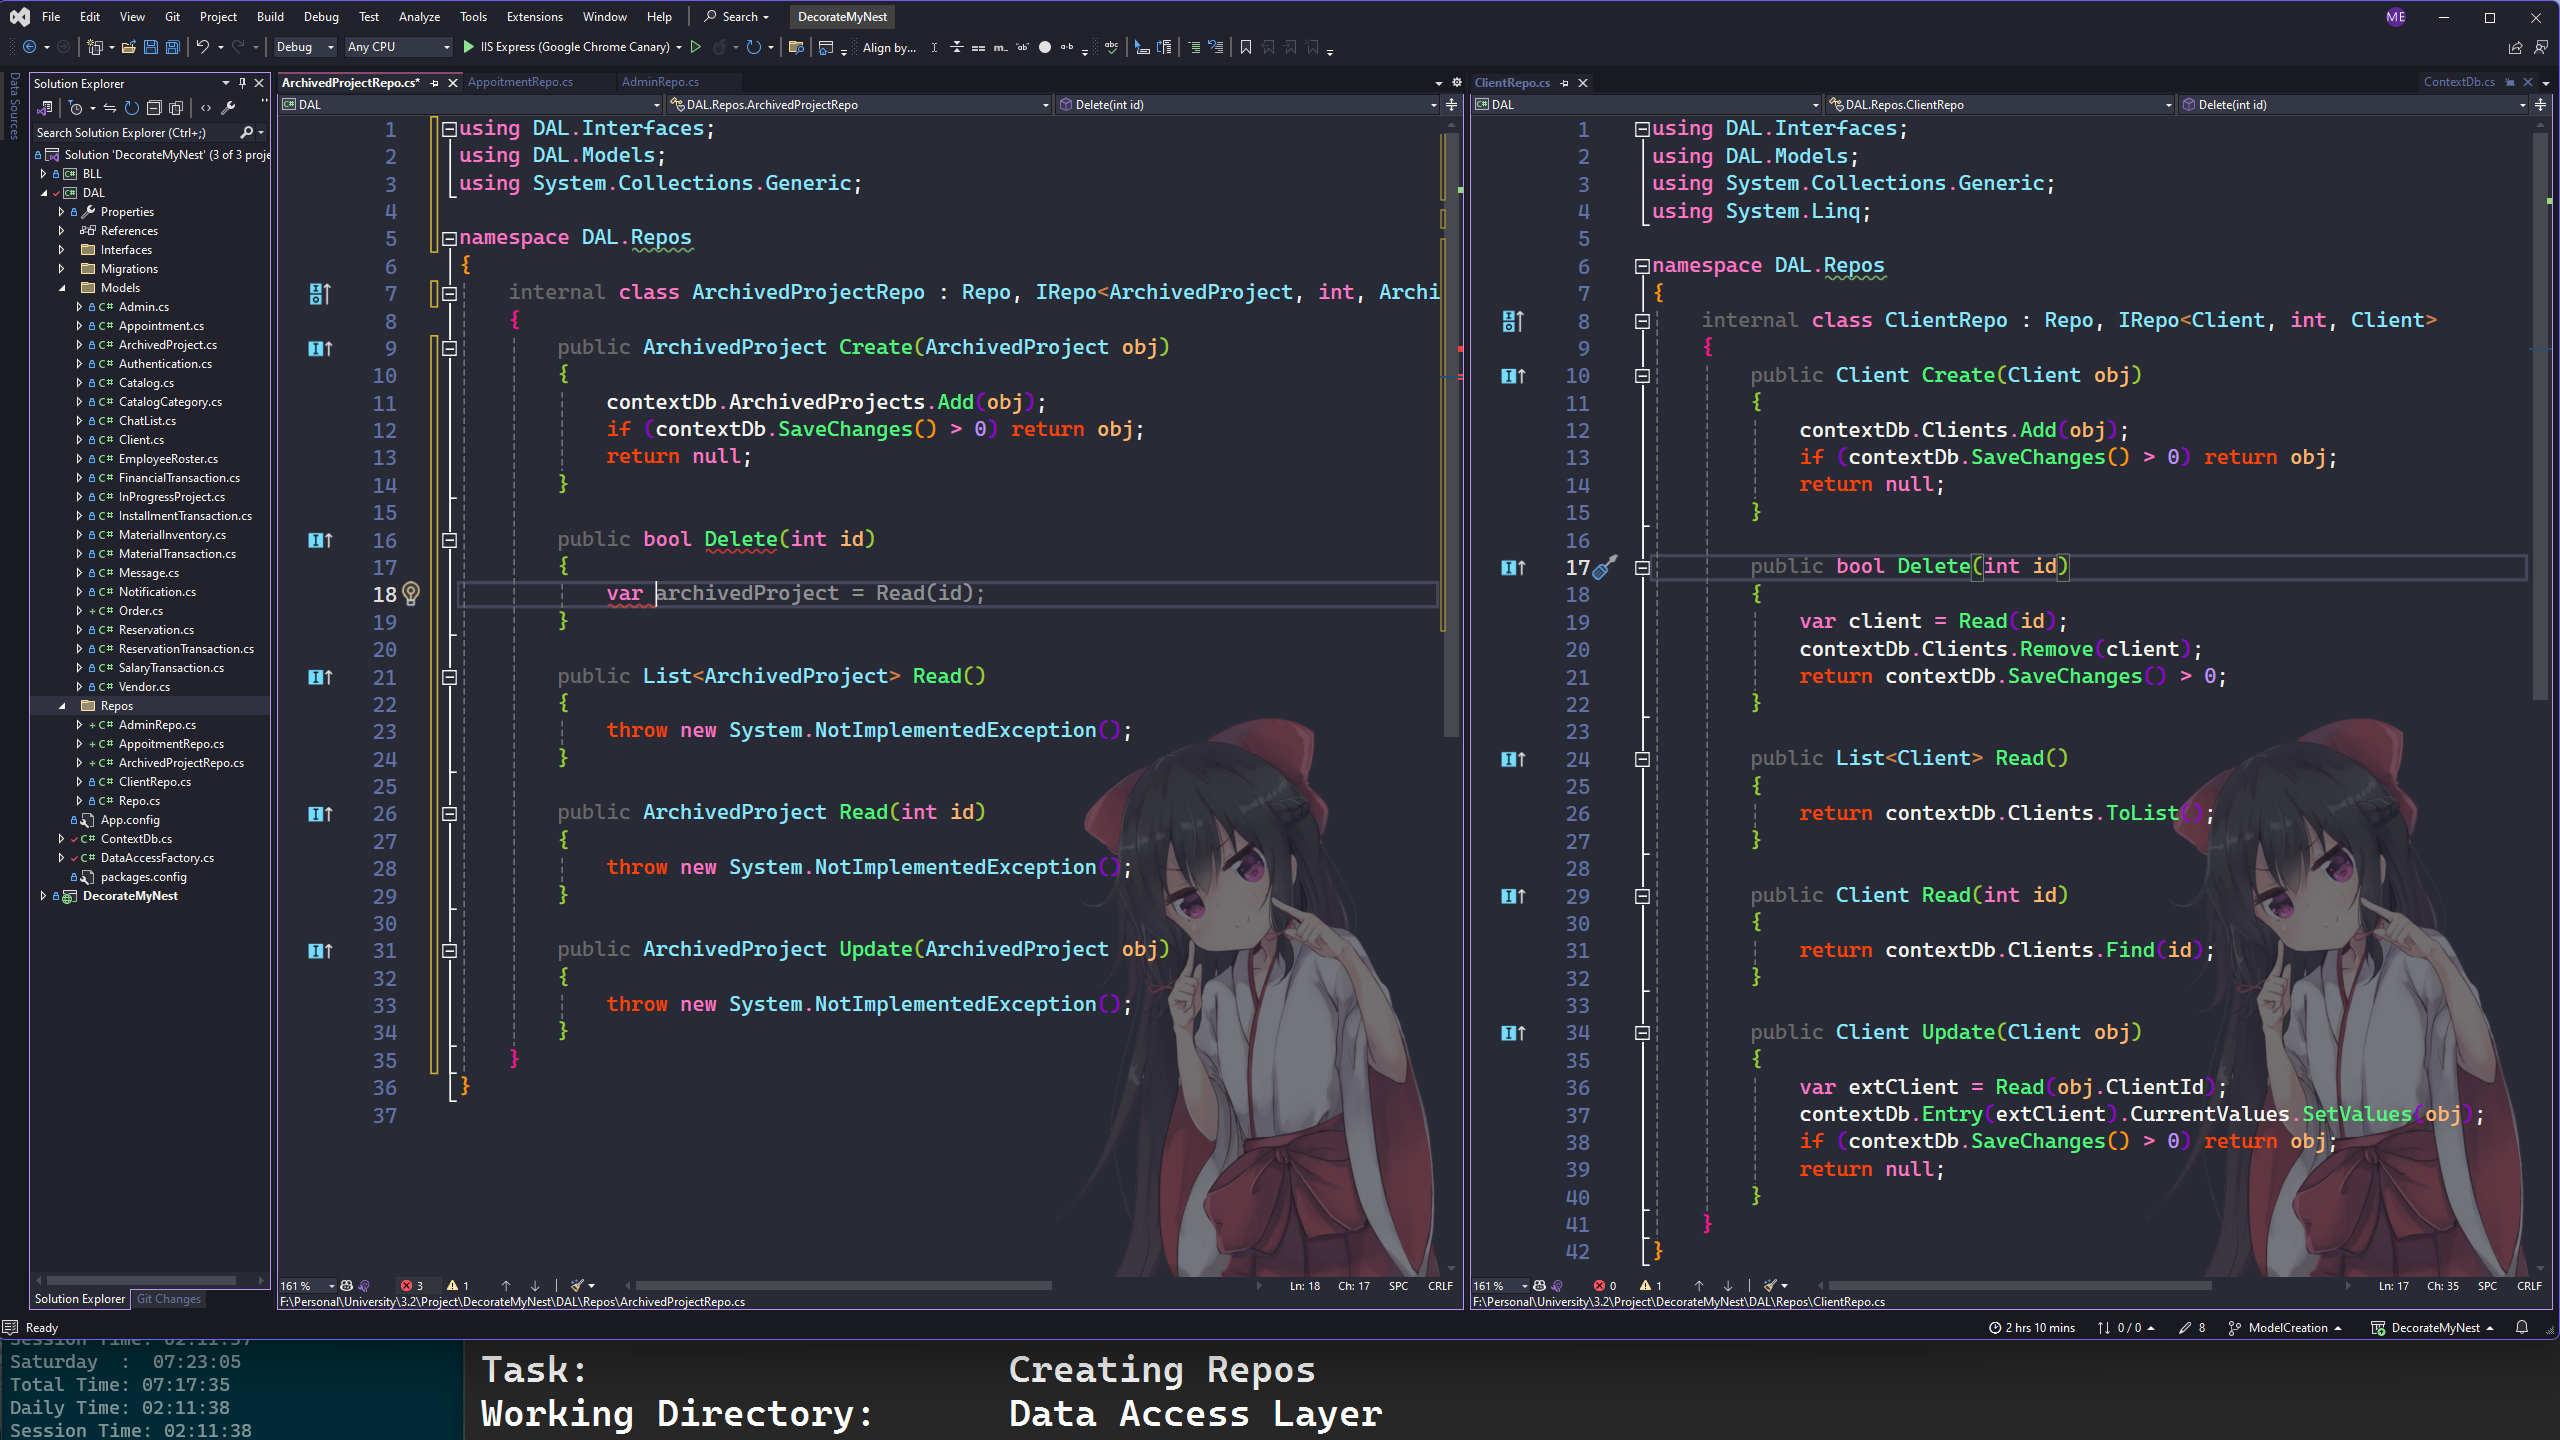 File Edit View Git Project Build Debug Test Analyze Tools Extensions Window Help Search DecorateMyNest ME
Debug Any CPU IIS Express (Google Chrome Canary) Align by...
Data Sources
Solution Explorer
Search Solution Explorer (Ctrl+;)
Solution 'DecorateMyNest' (3 of 3 proje
BLL
DAL
Properties
References
Interfaces
Migrations
Models
C# Admin.cs
C# Appointment.cs
C# ArchivedProject.cs
C# Authentication.cs
C# Catalog.cs
C# CatalogCategory.cs
C# ChatList.cs
C# Client.cs
C# EmployeeRoster.cs
C# FinancialTransaction.cs
C# InProgressProject.cs
C# InstallmentTransaction.cs
C# MaterialInventory.cs
C# MaterialTransaction.cs
C# Message.cs
C# Notification.cs
+ C# Order.cs
C# Reservation.cs
C# ReservationTransaction.cs
C# SalaryTransaction.cs
C# Vendor.cs
Repos
+ C# AdminRepo.cs
+ C# AppoitmentRepo.cs
+ C# ArchivedProjectRepo.cs
C# ClientRepo.cs
C# Repo.cs
App.config
C# ContextDb.cs
C# DataAccessFactory.cs
packages.config
DecorateMyNest
Solution Explorer Git Changes
ArchivedProjectRepo.cs* AppoitmentRepo.cs AdminRepo.cs
DAL DAL.Repos.ArchivedProjectRepo Delete(int id)
1 using DAL.Interfaces;
2 using DAL.Models;
3 using System.Collections.Generic;
4
5 namespace DAL.Repos
6 {
7 internal class ArchivedProjectRepo : Repo, IRepo<ArchivedProject, int, Archi
8 {
9 public ArchivedProject Create(ArchivedProject obj)
10 {
11 contextDb.ArchivedProjects.Add(obj);
12 if (contextDb.SaveChanges() > 0) return obj;
13 return null;
14 }
15
16 public bool Delete(int id)
17 {
18 var archivedProject = Read(id);
19 }
20
21 public List<ArchivedProject> Read()
22 {
23 throw new System.NotImplementedException();
24 }
25
26 public ArchivedProject Read(int id)
27 {
28 throw new System.NotImplementedException();
29 }
30
31 public ArchivedProject Update(ArchivedProject obj)
32 {
33 throw new System.NotImplementedException();
34 }
35 }
36 }
37
161 % 3 1 Ln: 18 Ch: 17 SPC CRLF
F:\Personal\University\3.2\Project\DecorateMyNest\DAL\Repos\ArchivedProjectRepo.cs
ClientRepo.cs ContextDb.cs
DAL DAL.Repos.ClientRepo Delete(int id)
1 using DAL.Interfaces;
2 using DAL.Models;
3 using System.Collections.Generic;
4 using System.Linq;
5
6 namespace DAL.Repos
7 {
8 internal class ClientRepo : Repo, IRepo<Client, int, Client>
9 {
10 public Client Create(Client obj)
11 {
12 contextDb.Clients.Add(obj);
13 if (contextDb.SaveChanges() > 0) return obj;
14 return null;
15 }
16
17 public bool Delete(int id)
18 {
19 var client = Read(id);
20 contextDb.Clients.Remove(client);
21 return contextDb.SaveChanges() > 0;
22 }
23
24 public List<Client> Read()
25 {
26 return contextDb.Clients.ToList();
27 }
28
29 public Client Read(int id)
30 {
31 return contextDb.Clients.Find(id);
32 }
33
34 public Client Update(Client obj)
35 {
36 var extClient = Read(obj.ClientId);
37 contextDb.Entry(extClient).CurrentValues.SetValues(obj);
38 if (contextDb.SaveChanges() > 0) return obj;
39 return null;
40 }
41 }
42 }
161 % 0 1 Ln: 17 Ch: 35 SPC CRLF
F:\Personal\University\3.2\Project\DecorateMyNest\DAL\Repos\ClientRepo.cs
Ready 2 hrs 10 mins 0 / 0 8 ModelCreation DecorateMyNest
Session Time: 02:11:37
Saturday : 07:23:05
Total Time: 07:17:35
Daily Time: 02:11:38
Session Time: 02:11:38
Task: Creating Repos
Working Directory: Data Access Layer